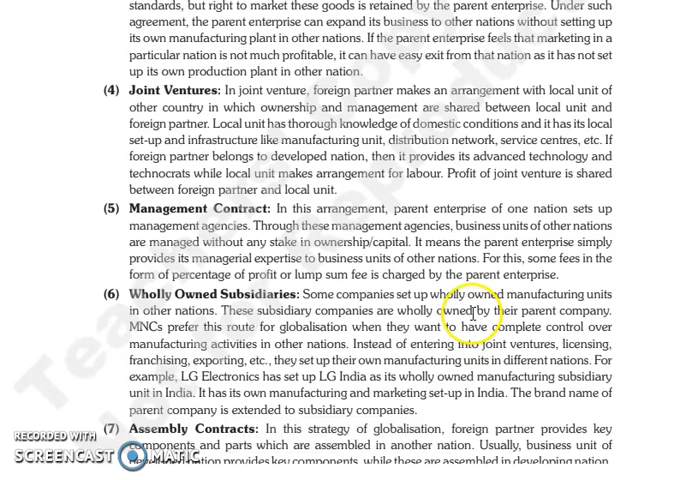 standards, but right to market these goods is retained by the parent enterprise. Under such
agreement, the parent enterprise can expand its business to other nations without setting up
its own manufacturing plant in other nations. If the parent enterprise feels that marketing in a
particular nation is not much profitable, it can have easy exit from that nation as it has not set
up its own production plant in other nation.
(4) Joint Ventures: In joint venture, foreign partner makes an arrangement with local unit of
other country in which ownership and management are shared between local unit and
foreign partner. Local unit has thorough knowledge of domestic conditions and it has its local
set-up and infrastructure like manufacturing unit, distribution network, service centres, etc. If
foreign partner belongs to developed nation, then it provides its advanced technology and
technocrats while local unit makes arrangement for labour. Profit of joint venture is shared
between foreign partner and local unit.
(5) Management Contract: In this arrangement, parent enterprise of one nation sets up
management agencies. Through these management agencies, business units of other nations
are managed without any stake in ownership/capital. It means the parent enterprise simply
provides its managerial expertise to business units of other nations. For this, some fees in the
form of percentage of profit or lump sum fee is charged by the parent enterprise.
(6) Wholly Owned Subsidiaries: Some companies set up wholly owned manufacturing units
in other nations. These subsidiary companies are wholly owned by their parent company.
MNCs prefer this route for globalisation when they want to have complete control over
manufacturing activities in other nations. Instead of entering into joint ventures, licensing,
franchising, exporting, etc., they set up their own manufacturing units in different nations. For
example, LG Electronics has set up LG India as its wholly owned manufacturing subsidiary
unit in India. It has its own manufacturing and marketing set-up in India. The brand name of
parent company is extended to subsidiary companies.
(7) Assembly Contracts: In this strategy of globalisation, foreign partner provides key
components and parts which are assembled in another nation. Usually, business unit of
developed nation provides key components, while these are assembled in developing nation
RECORDED WITH
SCREENCAST MATIC